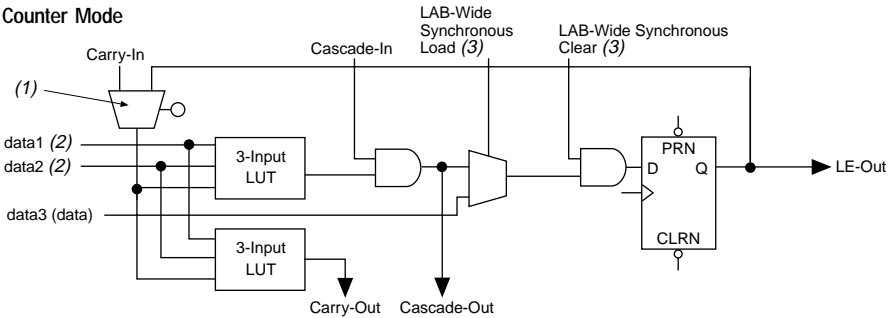 Counter Mode
Carry-In
(1)
data1 (2)
data2 (2)
data3 (data)
3-Input
LUT
3-Input
LUT
Carry-Out
Cascade-Out
Cascade-In
LAB-Wide
Synchronous
Load (3)
LAB-Wide Synchronous
Clear (3)
PRN
D
Q
CLRN
LE-Out